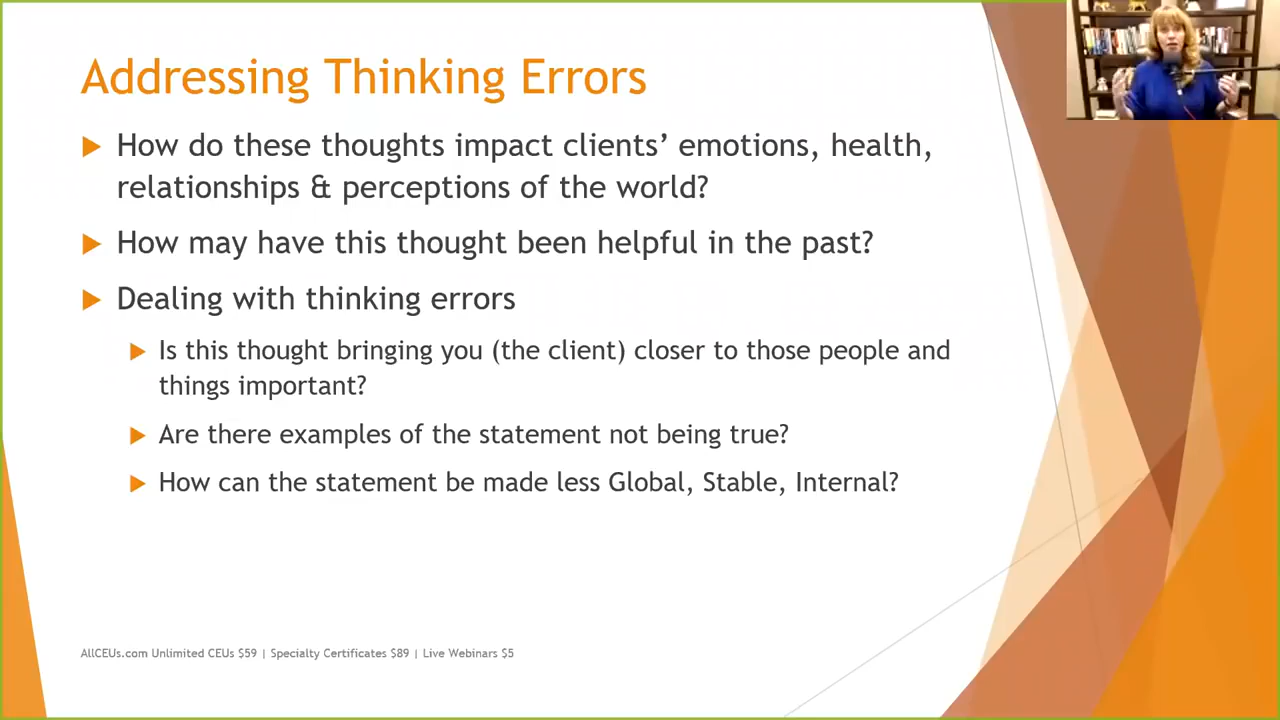 Addressing Thinking Errors
How do these thoughts impact clients’ emotions, health,
relationships & perceptions of the world?
How may have this thought been helpful in the past?
Dealing with thinking errors
Is this thought bringing you (the client) closer to those people and
things important?
Are there examples of the statement not being true?
How can the statement be made less Global, Stable, Internal?
AllCEUs.com Unlimited CEUs $59 | Specialty Certificates $89 | Live Webinars $5